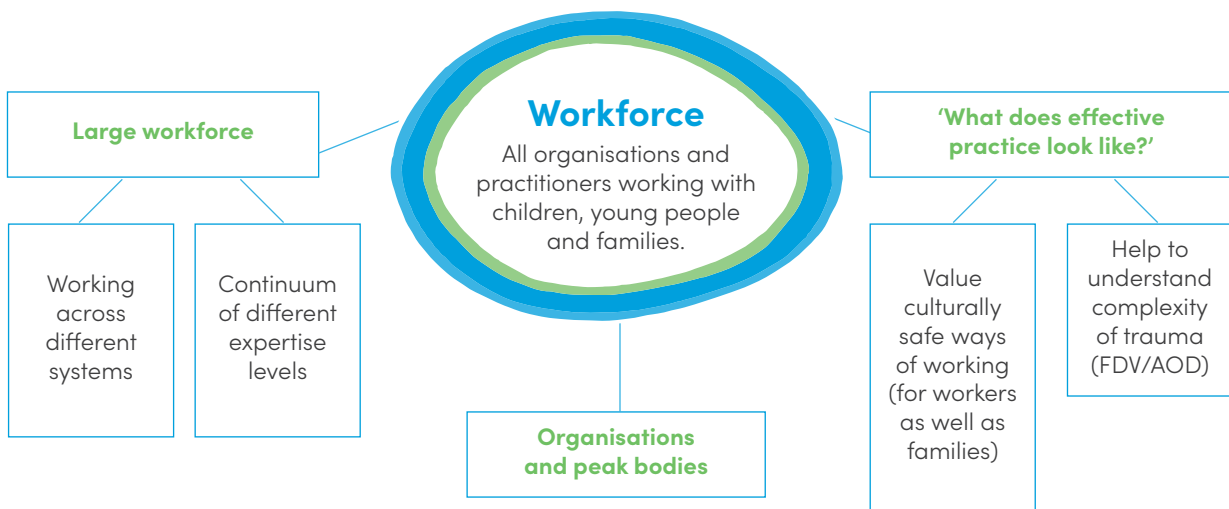 Workforce
All organisations and
practitioners working with
children, young people
and families.
Large workforce
Working
across
different
systems
Continuum
of different
expertise
levels
Organisations
and peak bodies
‘What does effective
practice look like?’
Value
culturally
safe ways
of working
(for workers
as well as
families)
Help to
understand
complexity
of trauma
(FDV/AOD)